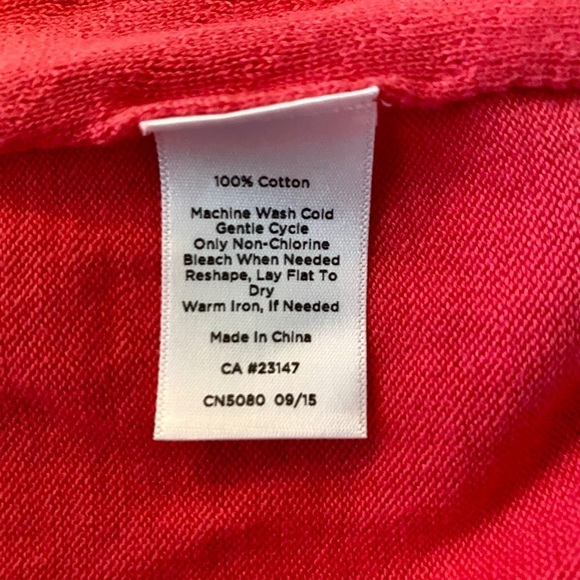 100% Cotton
Machine Wash Cold
Gentle Cycle
Only Non-Chlorine
Bleach When Needed
Reshape, Lay Flat To
Dry
Warm Iron, If Needed
Made In China
CA #23147
CN5080 09/15